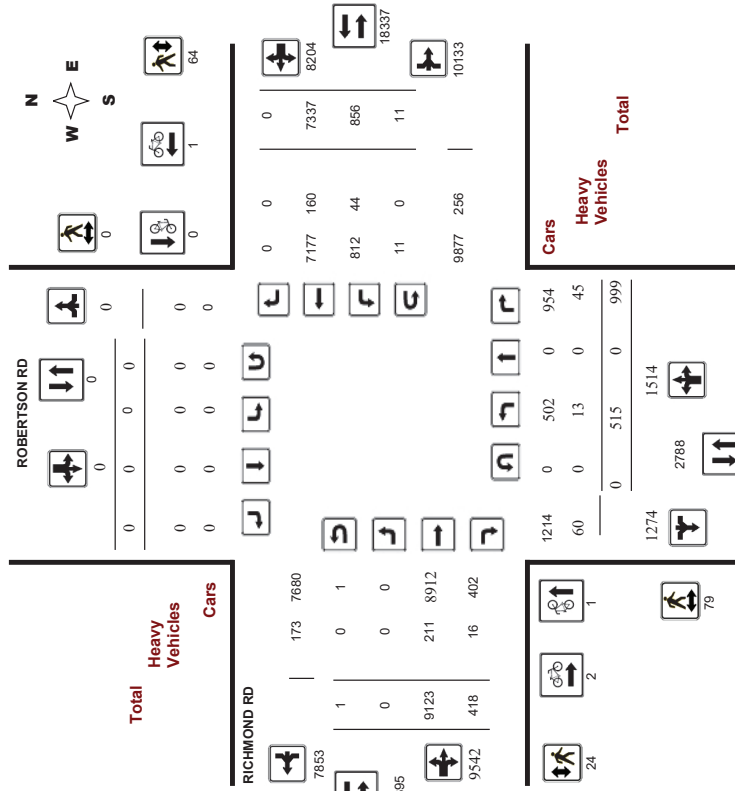 N
W E
S
ROBERTSON RD
64
0
1
0
0
0
0
0 0 0 0
0 0 0 0 0
0 0 0 0 0
Total
Heavy
Vehicles
Cars
8204
18337
10133
0 0 0
7177 160 7337
812 44 856
11 0 11
9877 256
RICHMOND RD
7853
173 7680
1 0 1
0 0 0
9123 211 8912
418 16 402
9542
895
Cars
Heavy
Vehicles
Total
1214 0 502 0 954
60 0 13 0 45
0 515 0 999
1274
1514
2788
1
2
79
24